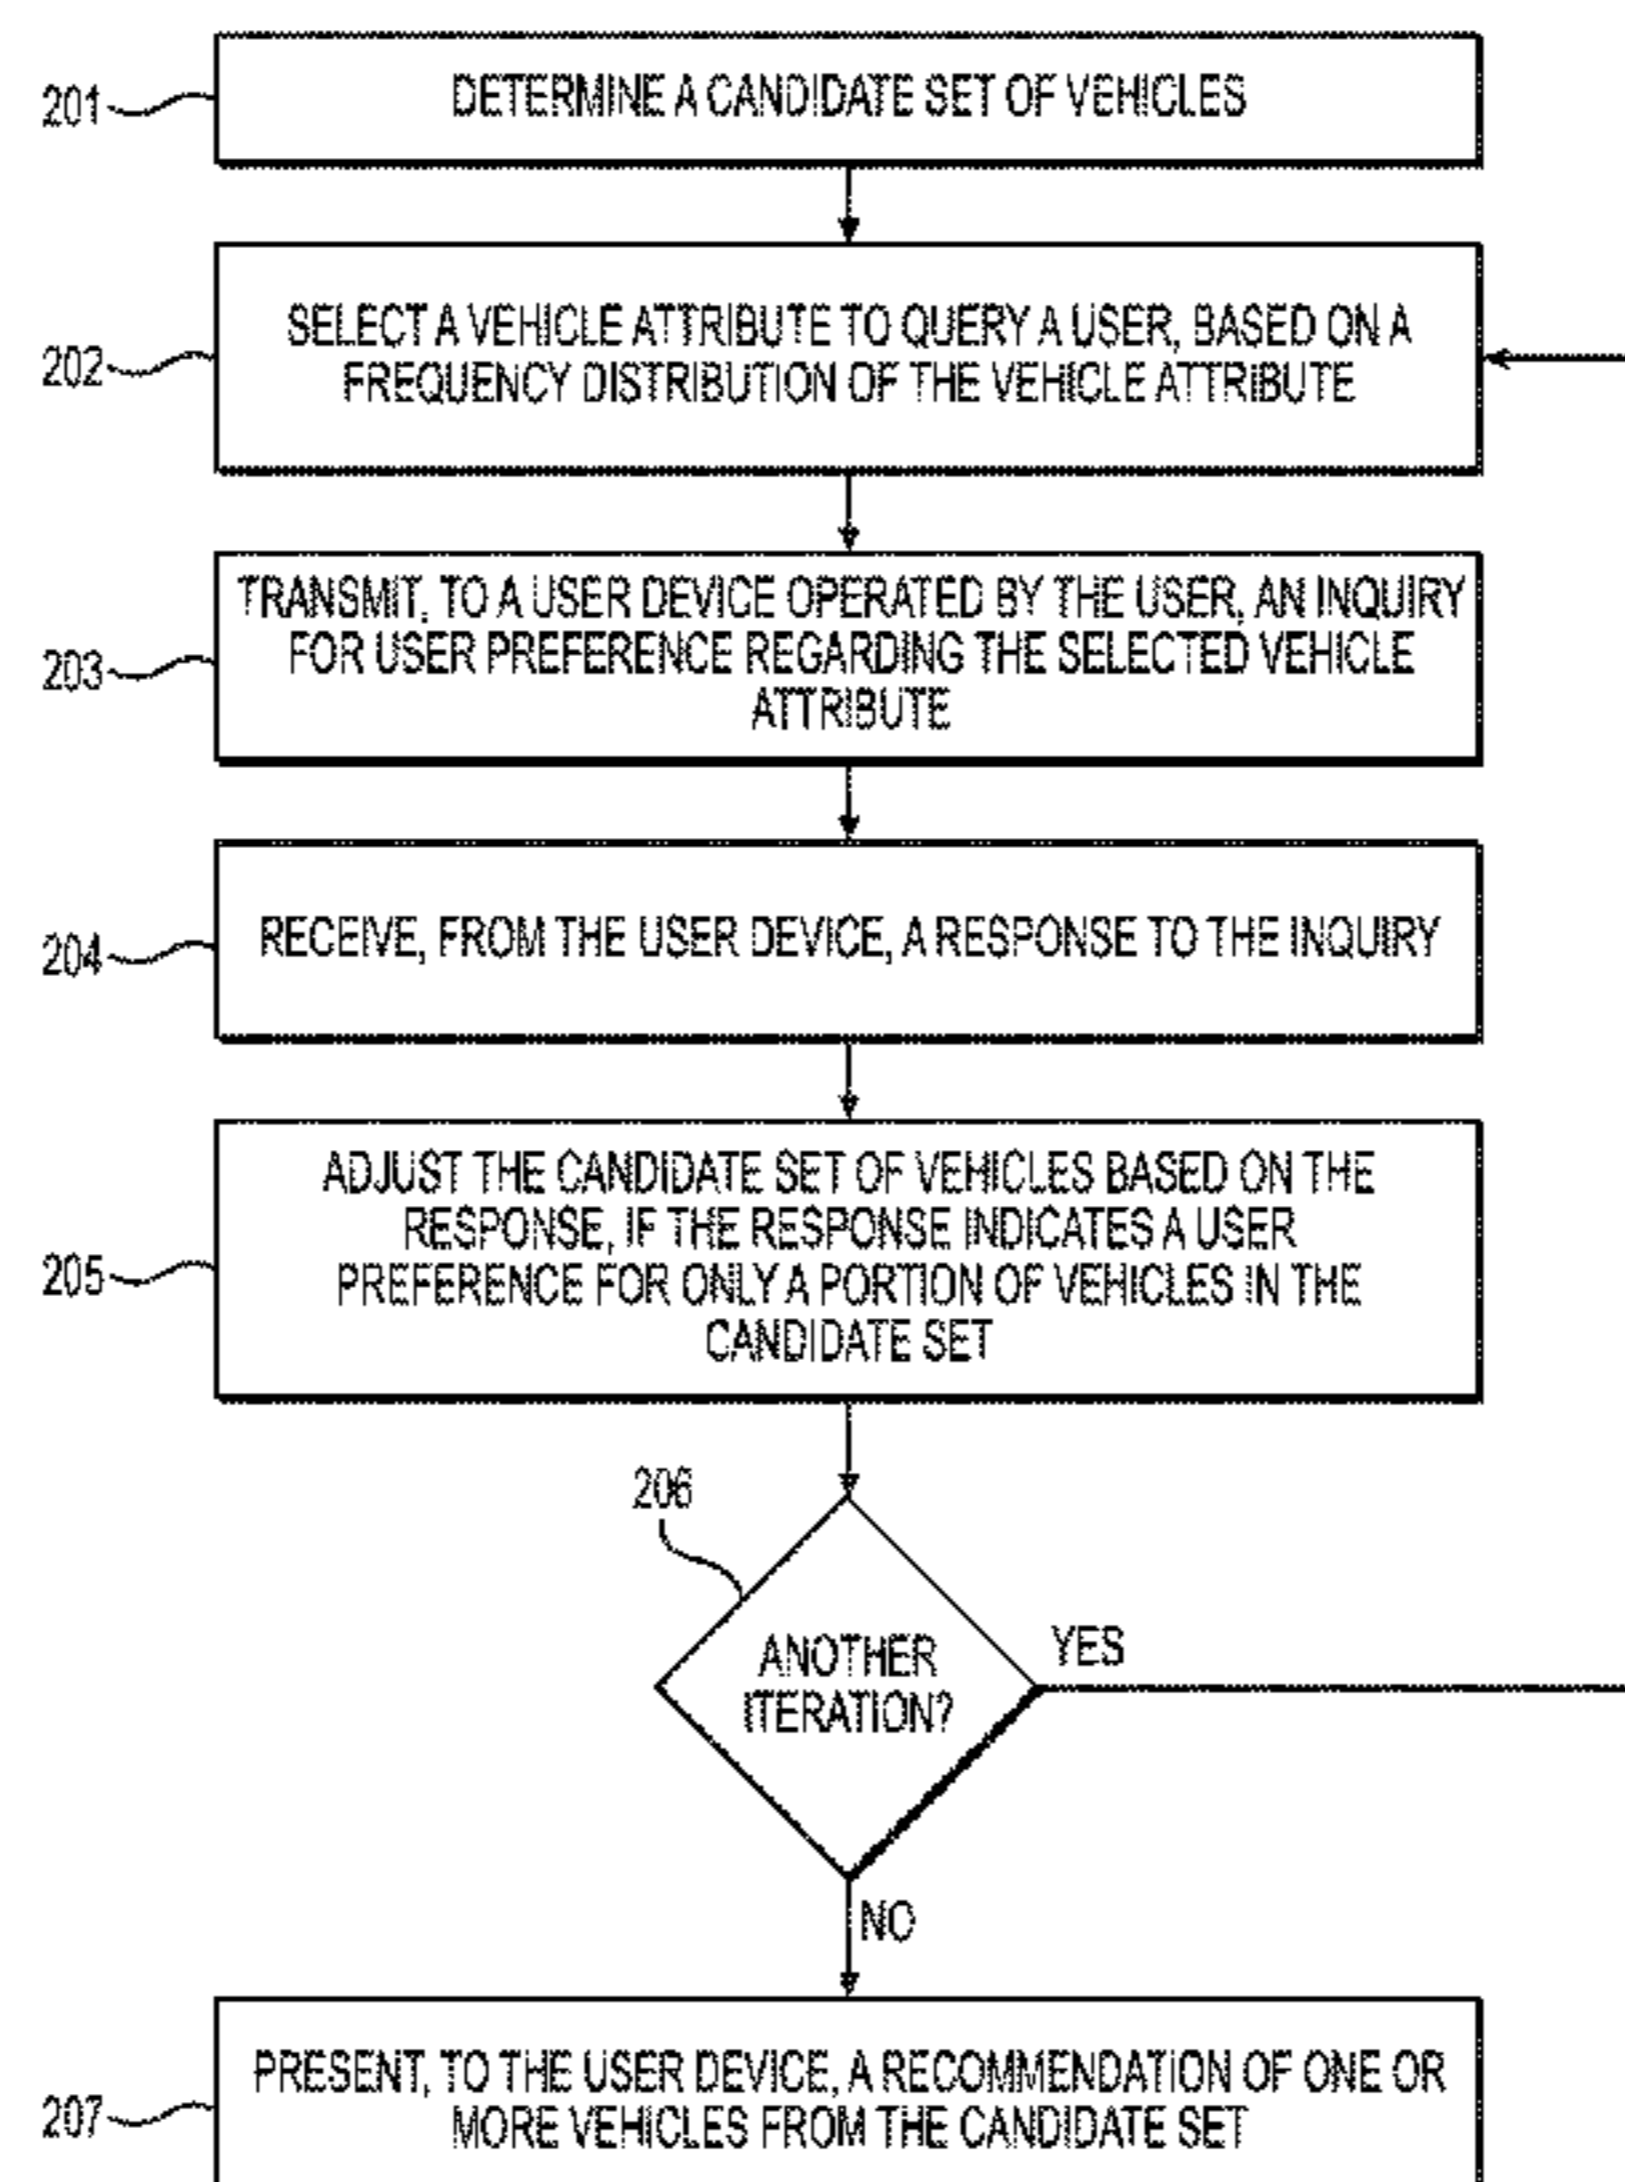 201
DETERMINE A CANDIDATE SET OF VEHICLES
202
SELECT A VEHICLE ATTRIBUTE TO QUERY A USER, BASED ON A
FREQUENCY DISTRIBUTION OF THE VEHICLE ATTRIBUTE
203
TRANSMIT, TO A USER DEVICE OPERATED BY THE USER, AN INQUIRY
FOR USER PREFERENCE REGARDING THE SELECTED VEHICLE
ATTRIBUTE
204
RECEIVE, FROM THE USER DEVICE, A RESPONSE TO THE INQUIRY
205
ADJUST THE CANDIDATE SET OF VEHICLES BASED ON THE
RESPONSE, IF THE RESPONSE INDICATES A USER
PREFERENCE FOR ONLY A PORTION OF VEHICLES IN THE
CANDIDATE SET
206
ANOTHER
ITERATION?
YES
NO
207
PRESENT, TO THE USER DEVICE, A RECOMMENDATION OF ONE OR
MORE VEHICLES FROM THE CANDIDATE SET